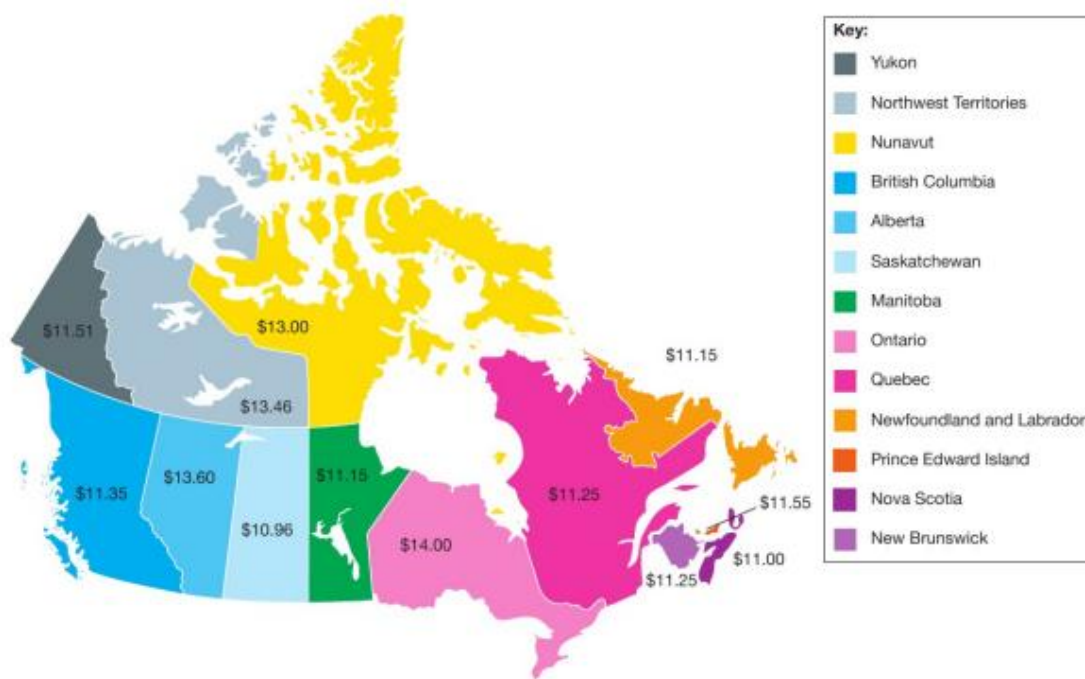 Key:
Yukon
Northwest Territories
Nunavut
British Columbia
Alberta
Saskatchewan
Manitoba
Ontario
Quebec
Newfoundland and Labrador
Prince Edward Island
Nova Scotia
New Brunswick
$11.51
$13.00
$11.15
$13.46
$11.35
$13.60
$10.96
$11.15
$14.00
$11.25
$11.55
$11.00
$11.25